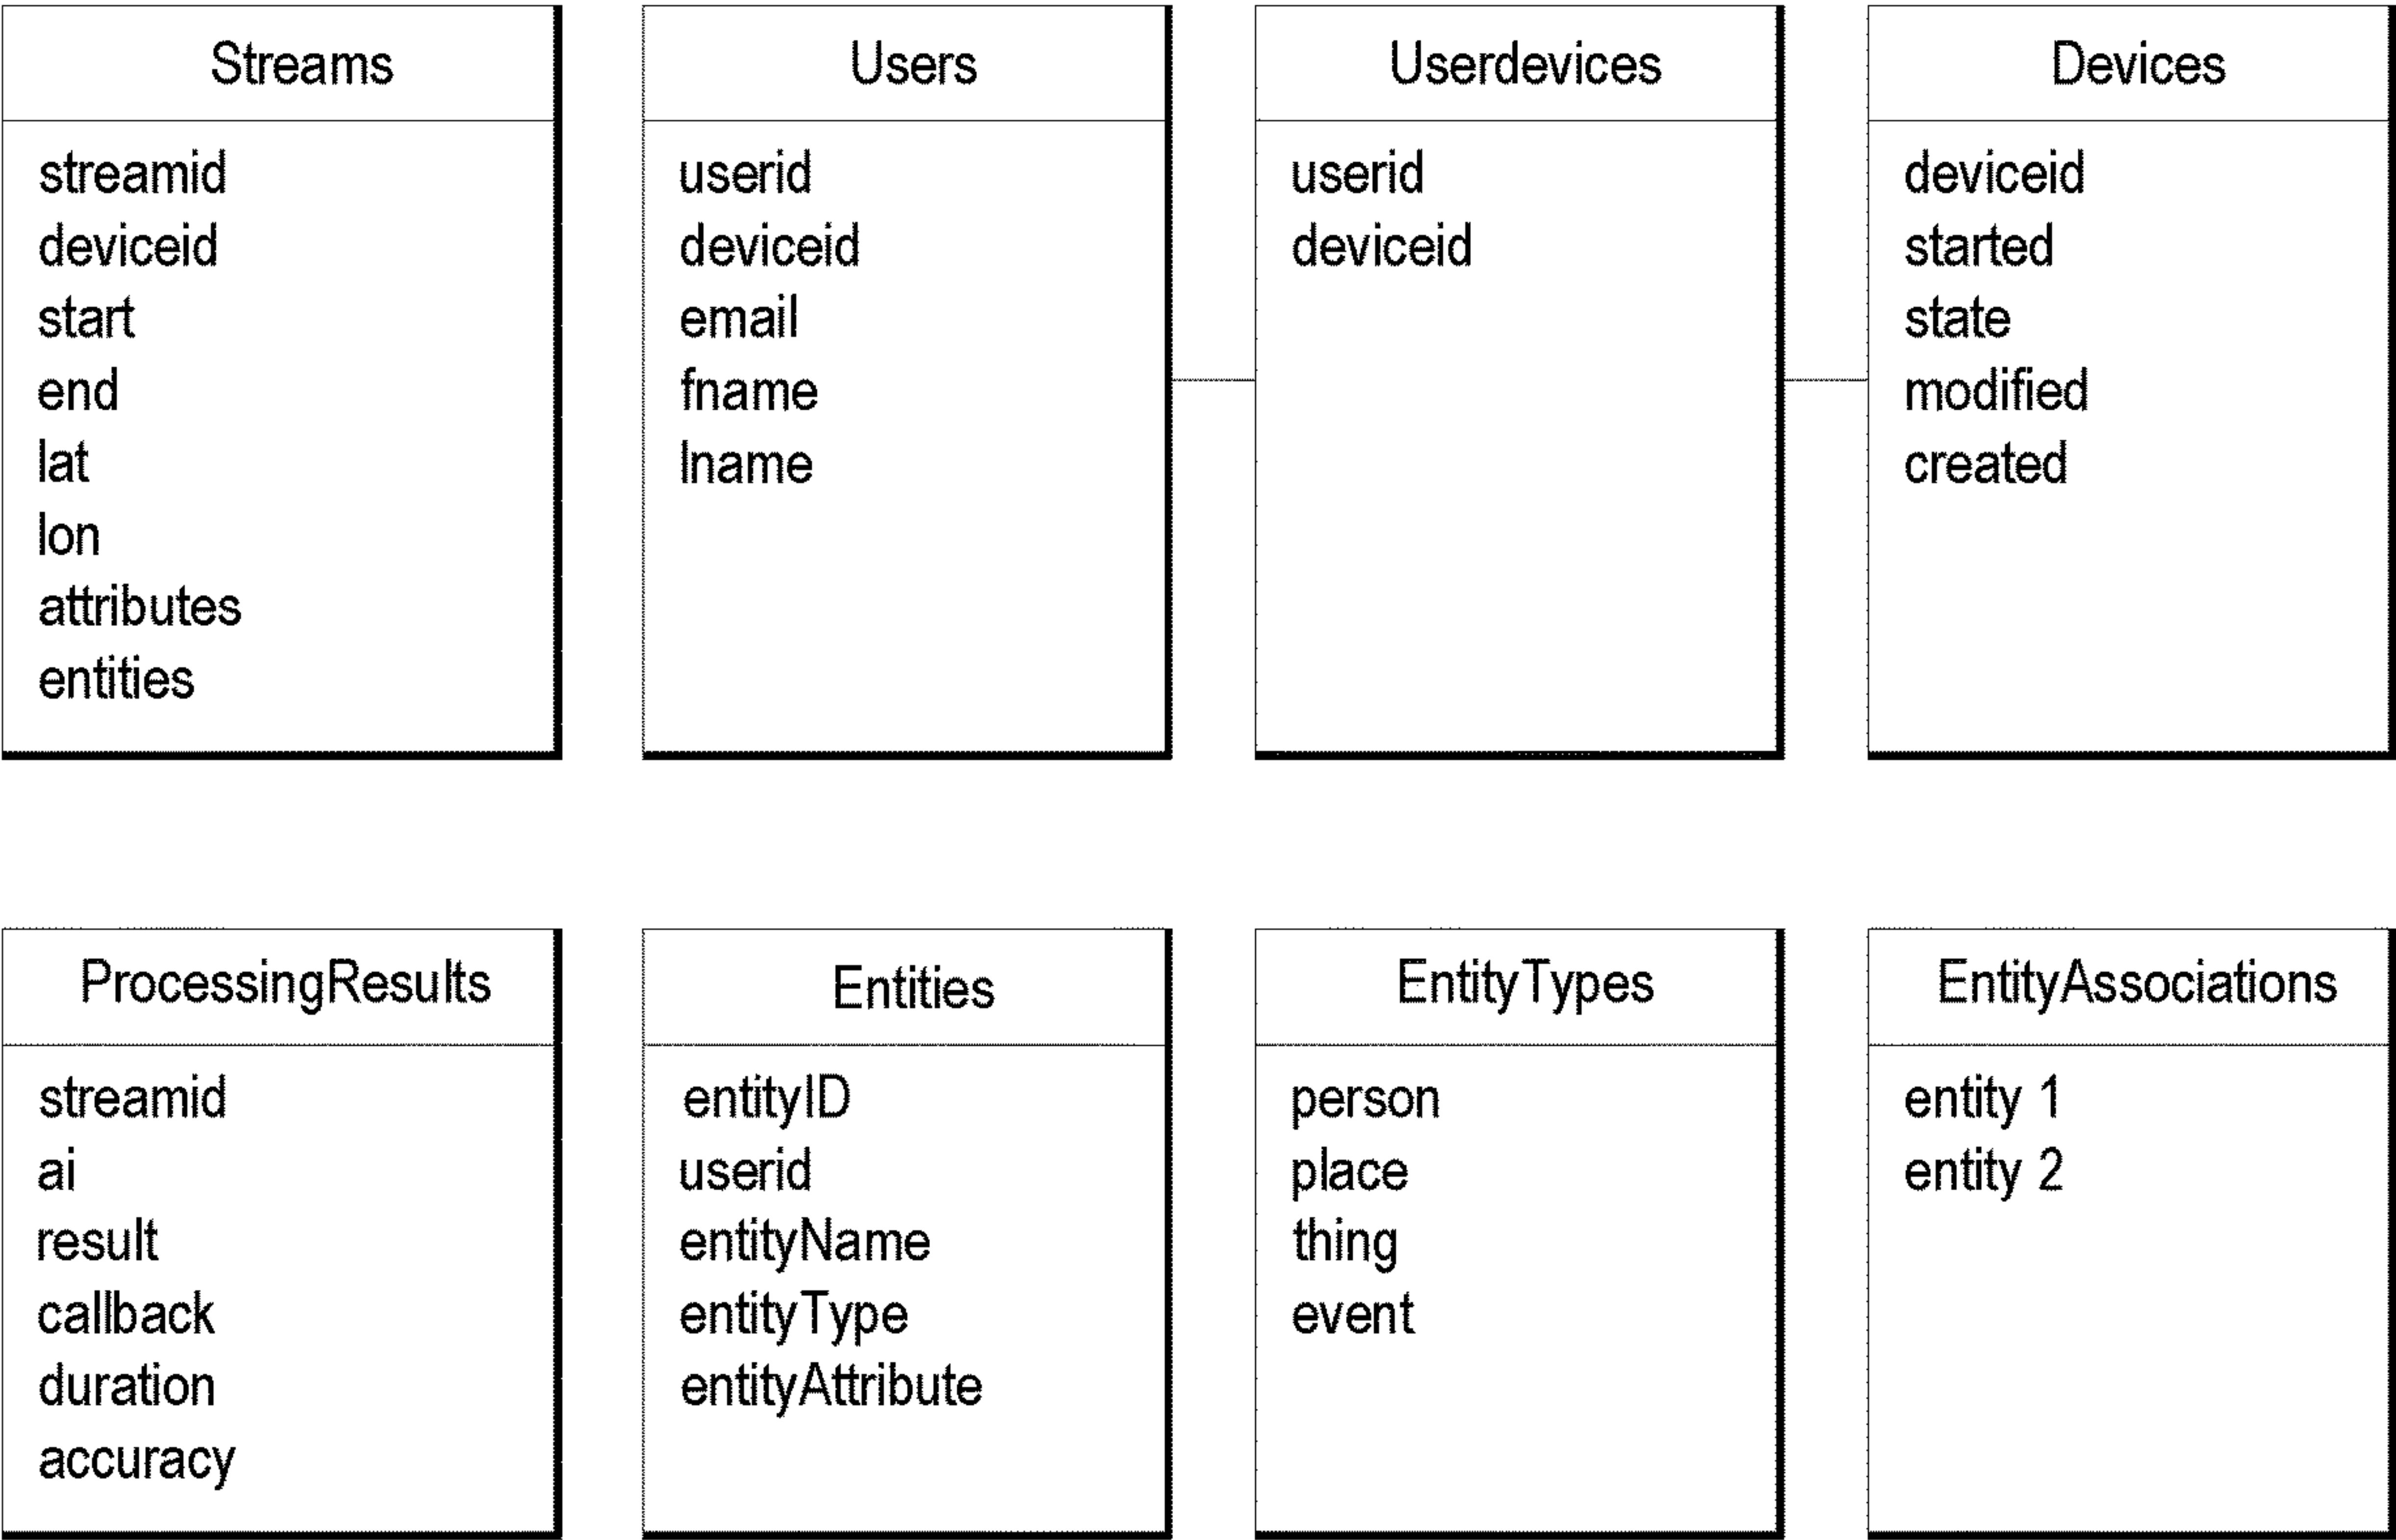 Streams
streamid
deviceid
start
end
lat
lon
attributes
entities
Users
userid
deviceid
email
fname
lname
Userdevices
userid
deviceid
Devices
deviceid
started
state
modified
created
ProcessingResults
streamid
ai
result
callback
duration
accuracy
Entities
entityID
userid
entityName
entityType
entityAttribute
EntityTypes
person
place
thing
event
EntityAssociations
entity 1
entity 2